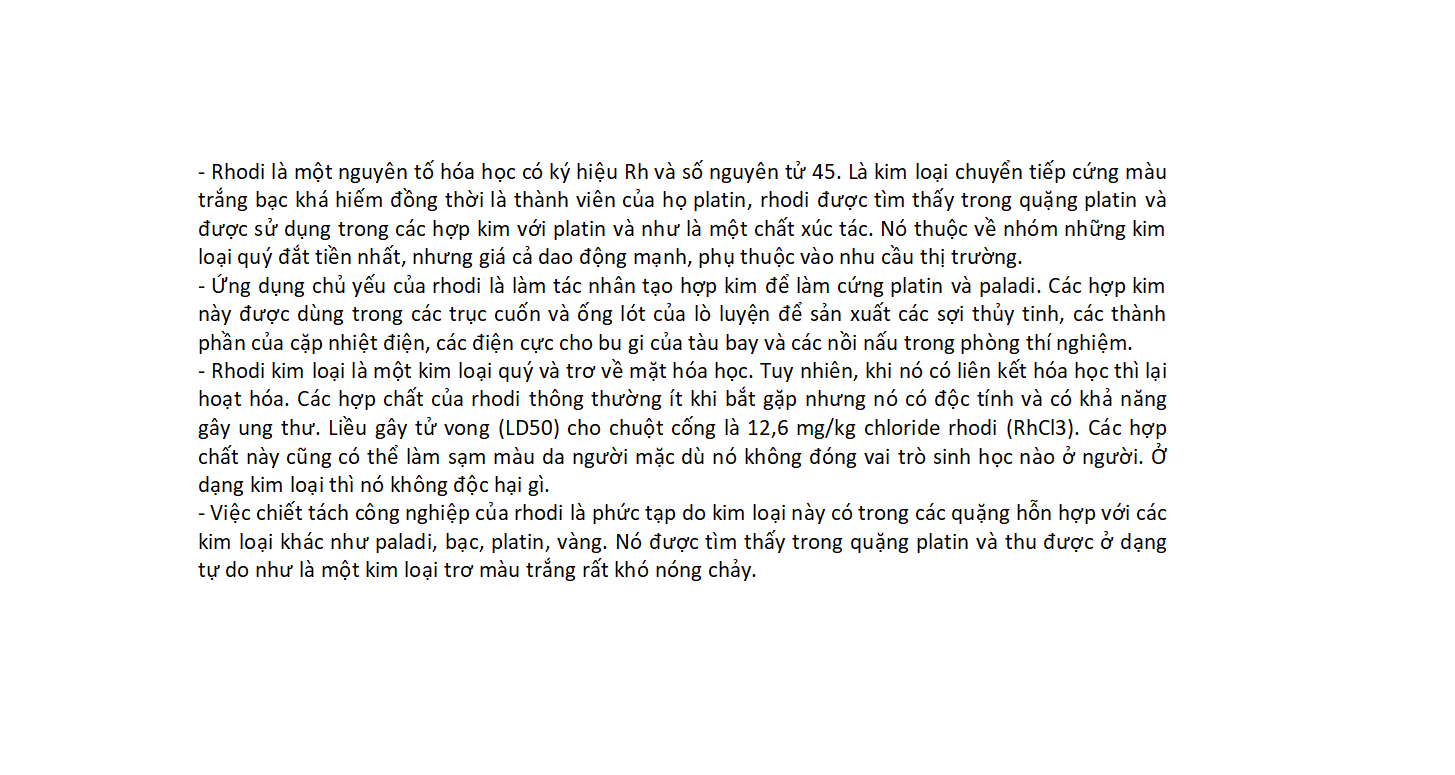 - Rhodi là một nguyên tố hóa học có ký hiệu Rh và số nguyên tử 45. Là kim loại chuyển tiếp cứng màu
trắng bạc khá hiếm đồng thời là thành viên của họ platin, rhodi được tìm thấy trong quặng platin và
được sử dụng trong các hợp kim với platin và như là một chất xúc tác. Nó thuộc về nhóm những kim
loại quý đắt tiền nhất, nhưng giá cả dao động mạnh, phụ thuộc vào nhu cầu thị trường.
- Ứng dụng chủ yếu của rhodi là làm tác nhân tạo hợp kim để làm cứng platin và paladi. Các hợp kim
này được dùng trong các trục cuốn và ống lót của lò luyện để sản xuất các sợi thủy tinh, các thành
phần của cặp nhiệt điện, các điện cực cho bu gi của tàu bay và các nồi nấu trong phòng thí nghiệm.
- Rhodi kim loại là một kim loại quý và trơ về mặt hóa học. Tuy nhiên, khi nó có liên kết hóa học thì lại
hoạt hóa. Các hợp chất của rhodi thông thường ít khi bắt gặp nhưng nó có độc tính và có khả năng
gây ung thư. Liều gây tử vong (LD50) cho chuột cống là 12,6 mg/kg chloride rhodi (RhCl3). Các hợp
chất này cũng có thể làm sạm màu da người mặc dù nó không đóng vai trò sinh học nào ở người. Ở
dạng kim loại thì nó không độc hại gì.
- Việc chiết tách công nghiệp của rhodi là phức tạp do kim loại này có trong các quặng hỗn hợp với các
kim loại khác như paladi, bạc, platin, vàng. Nó được tìm thấy trong quặng platin và thu được ở dạng
tự do như là một kim loại trơ màu trắng rất khó nóng chảy.